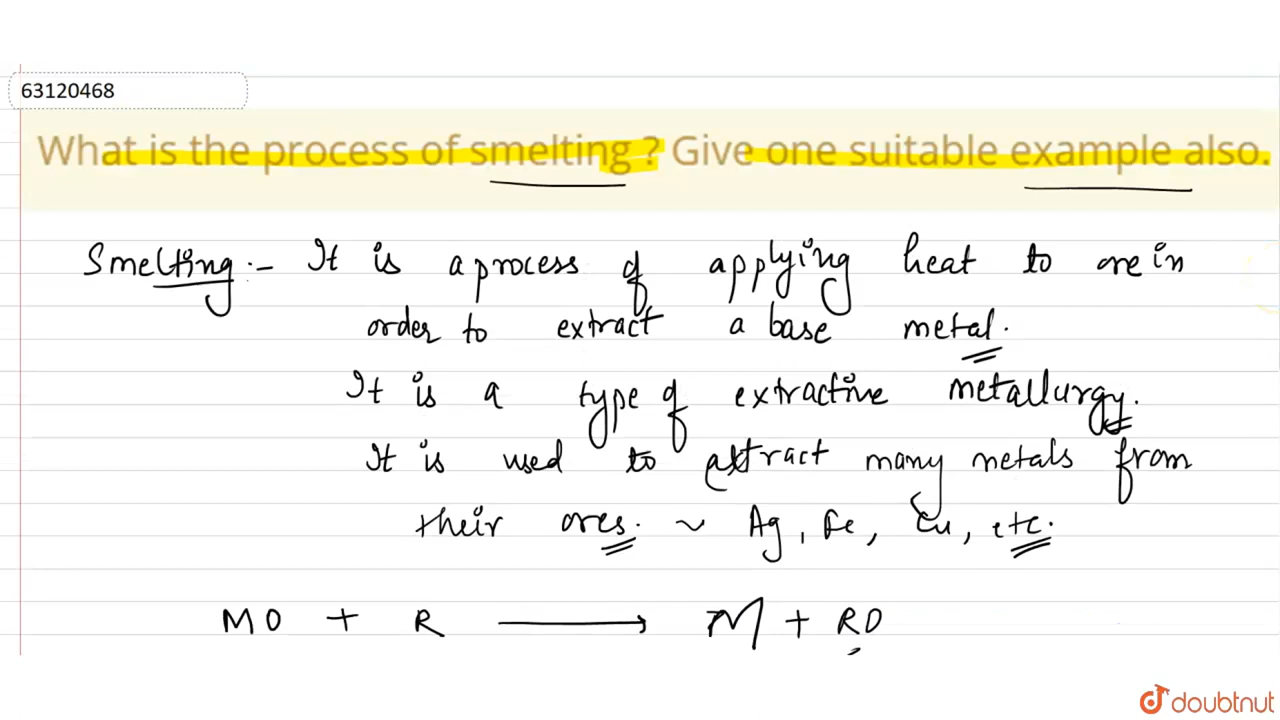 63120468
What is the process of smelting ? Give one suitable example also.
Smelting :- It is a process of applying heat to ore in
order to extract a base metal.
It is a type of extractive metallurgy.
It is used to extract many metals from
their ores. ~ Ag, Fe, Cu, etc.
MO + R ⟶ M + RO
doubtnut